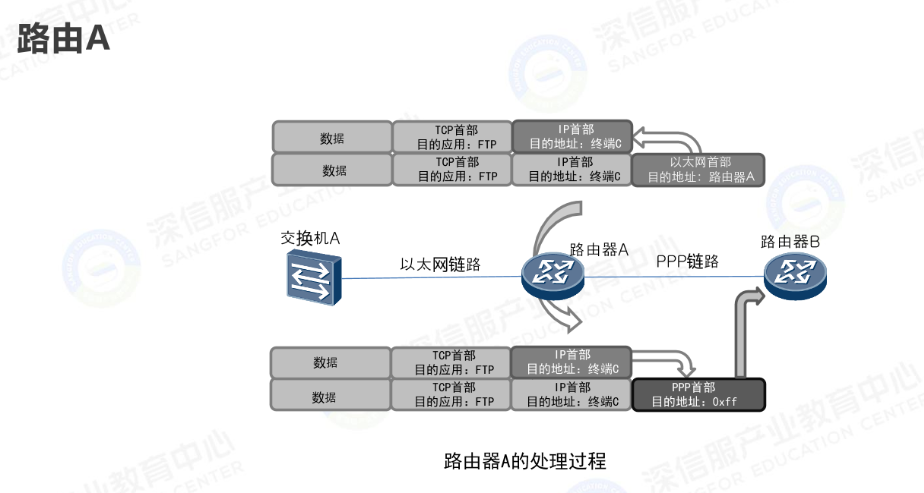 路由A
数据
TCP首部
目的应用：FTP
IP首部
目的地址：终端C
数据
TCP首部
目的应用：FTP
IP首部
目的地址：终端C
以太网首部
目的地址：路由器A
交换机A
以太网链路
路由器A
PPP链路
路由器B
数据
TCP首部
目的应用：FTP
IP首部
目的地址：终端C
数据
TCP首部
目的应用：FTP
IP首部
目的地址：终端C
PPP首部
目的地址：0xff
路由器A的处理过程
深信服产业教育中心
SANGFOR EDUCATION CENTER